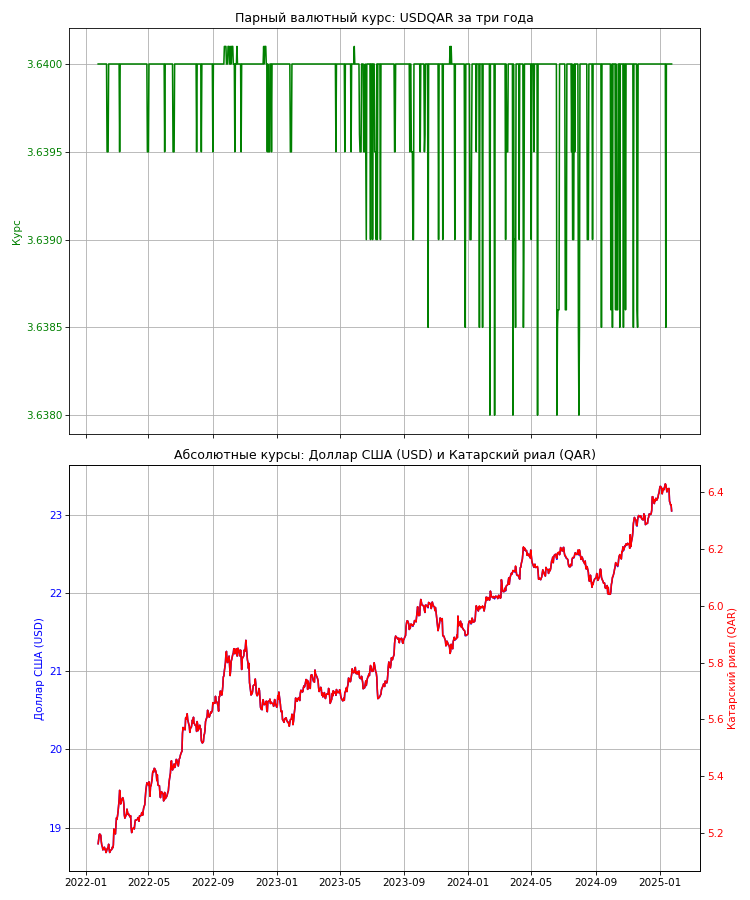 Парный валютный курс: USDQAR за три года
Курс
3.6400
3.6395
3.6390
3.6385
3.6380
Абсолютные курсы: Доллар США (USD) и Катарский риал (QAR)
Доллар США (USD)
23
22
21
20
19
6.4
6.2
6.0
5.8
5.6
5.4
5.2
Катарский риал (QAR)
2022-01 2022-05 2022-09 2023-01 2023-05 2023-09 2024-01 2024-05 2024-09 2025-01